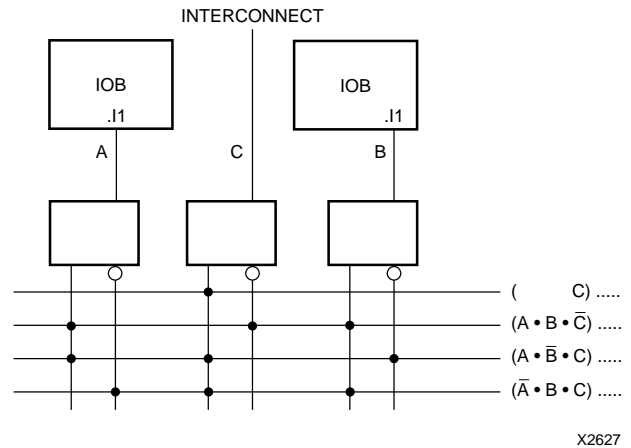 INTERCONNECT
IOB
IOB
.I1
.I1
A
C
B
( C) .....
(A • B • C̅) .....
(A • B̅ • C) .....
(A̅ • B • C) .....
X2627